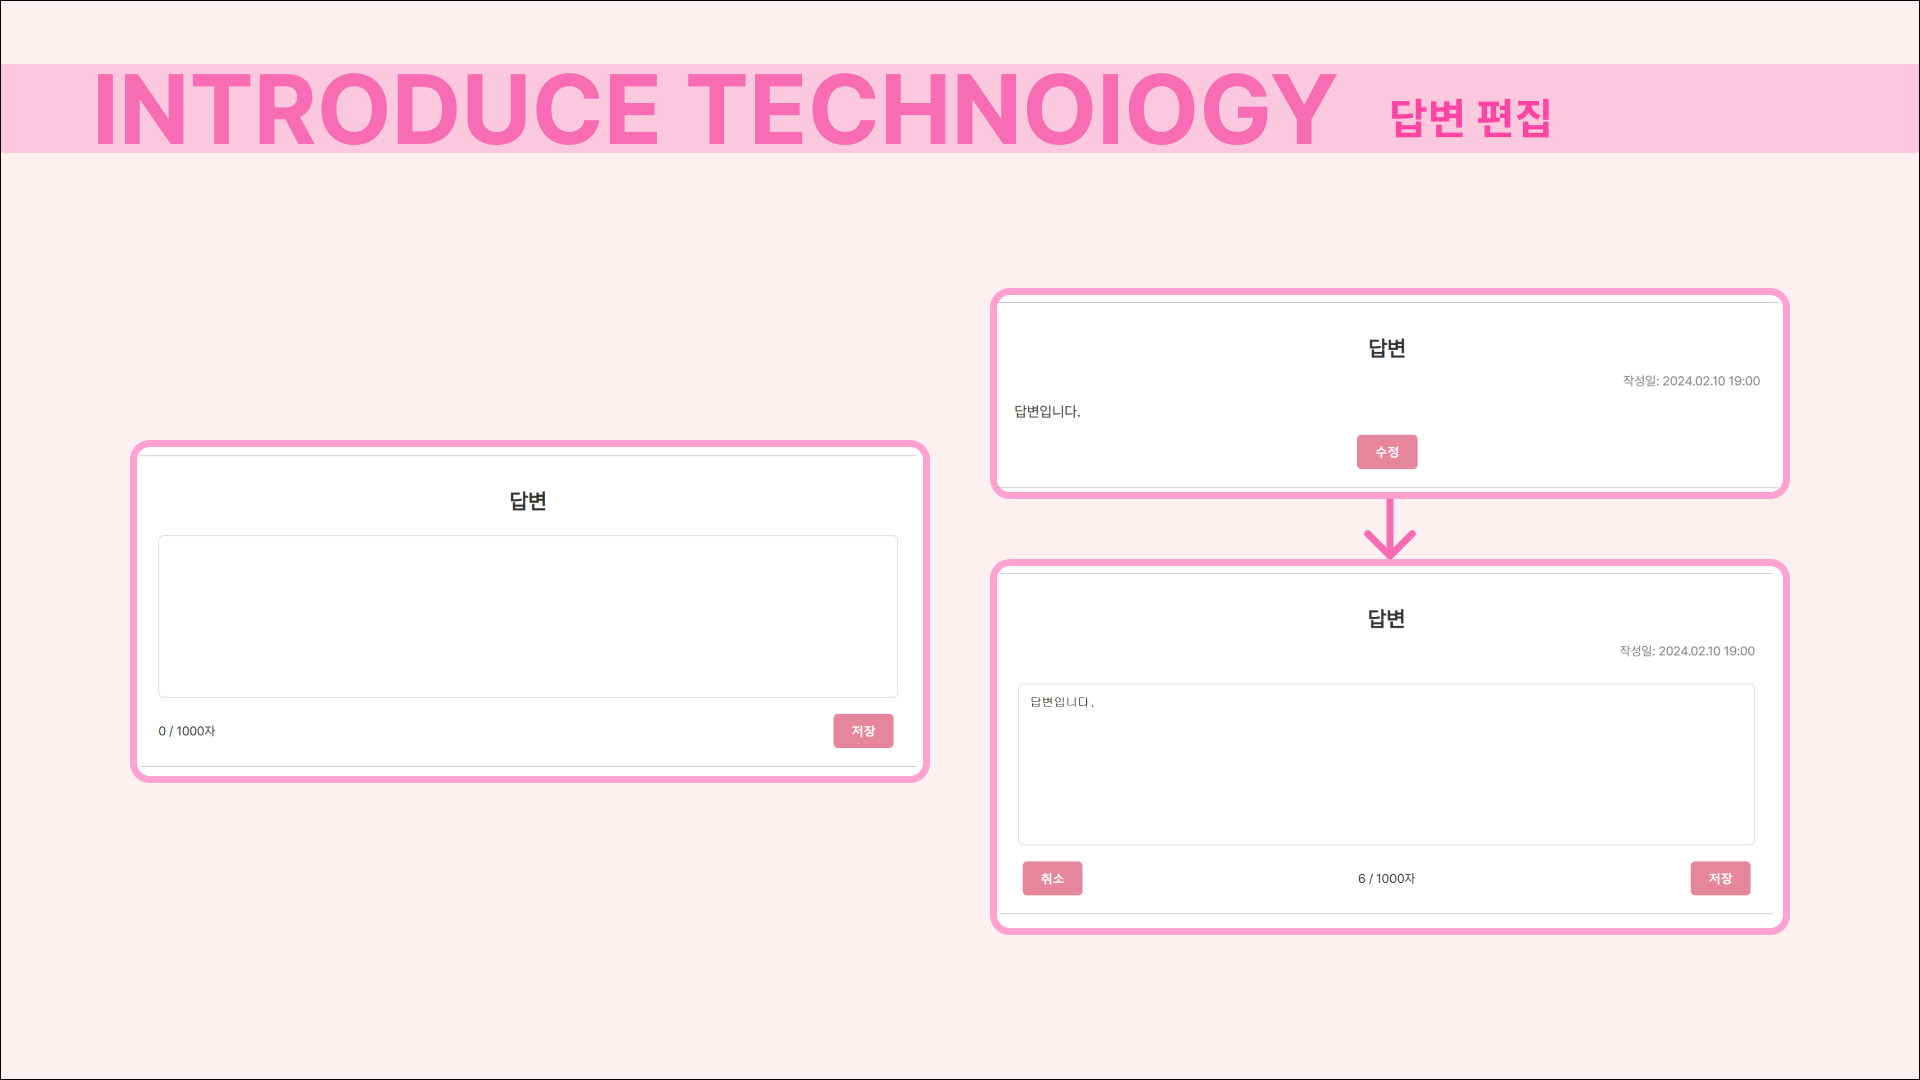 INTRODUCE TECHNOIOGY 답변 편집
답변
0 / 1000자
저장
답변
작성일: 2024.02.10 19:00
답변입니다.
수정
답변
작성일: 2024.02.10 19:00
답변입니다.
취소
6 / 1000자
저장